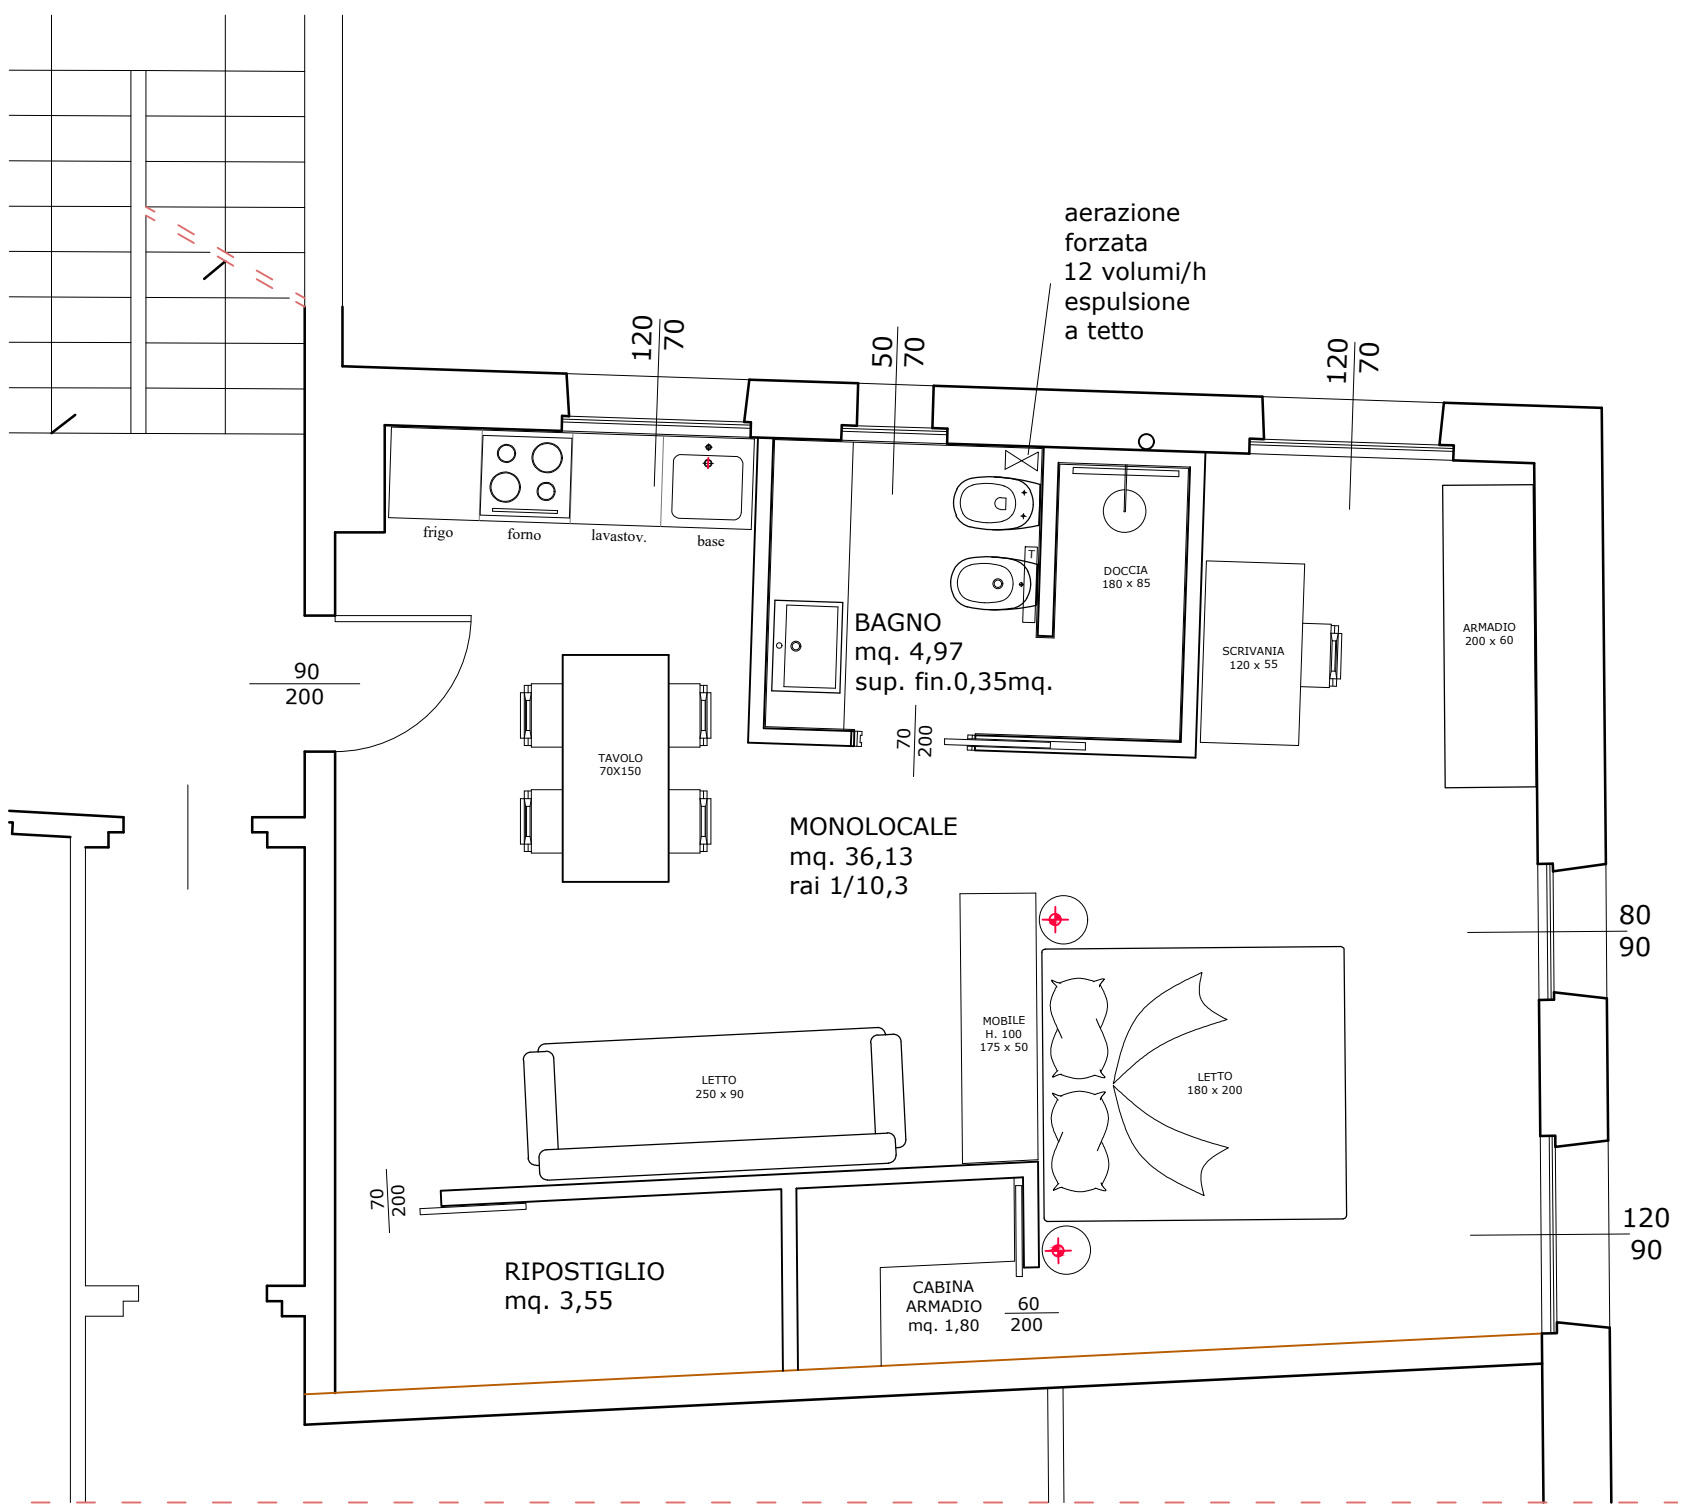 aerazione
forzata
12 volumi/h
espulsione
a tetto
120
70
50
70
120
70
frigo
forno
lavastov.
base
T
DOCCIA
180 x 85
BAGNO
mq. 4,97
sup. fin.0,35mq.
SCRIVANIA
120 x 55
ARMADIO
200 x 60
90
200
70
200
TAVOLO
70X150
MONOLOCALE
mq. 36,13
rai 1/10,3
80
90
MOBILE
H. 100
175 x 50
LETTO
250 x 90
LETTO
180 x 200
70
200
120
90
RIPOSTIGLIO
mq. 3,55
CABINA
ARMADIO
mq. 1,80
60
200